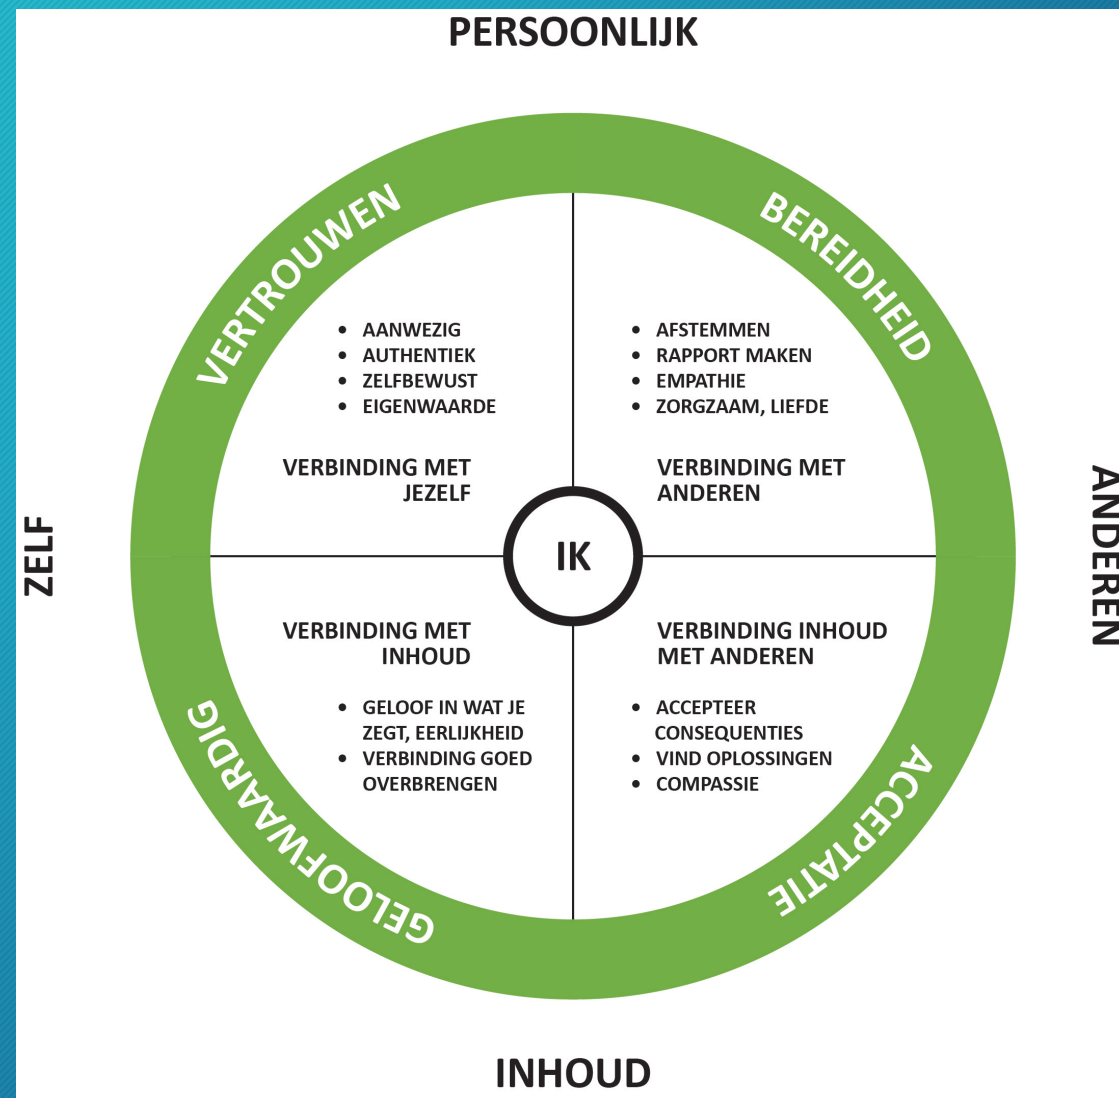 PERSOONLIJK
VERTROUWEN
BEREIDHEID
• AANWEZIG
• AUTHENTIEK
• ZELFBEWUST
• EIGENWAARDE
• AFSTEMMEN
• RAPPORT MAKEN
• EMPATHIE
• ZORGZAAM, LIEFDE
VERBINDING MET
JEZELF
VERBINDING MET
ANDEREN
ZELF
IK
ANDEREN
VERBINDING MET
INHOUD
VERBINDING INHOUD
MET ANDEREN
• GELOOF IN WAT JE
ZEGT, EERLIJKHEID
• VERBINDING GOED
OVERBRENGEN
• ACCEPTEER
CONSEQUENTIES
• VIND OPLOSSINGEN
• COMPASSIE
GELOOFWAARDIG
ACCEPTATIE
INHOUD